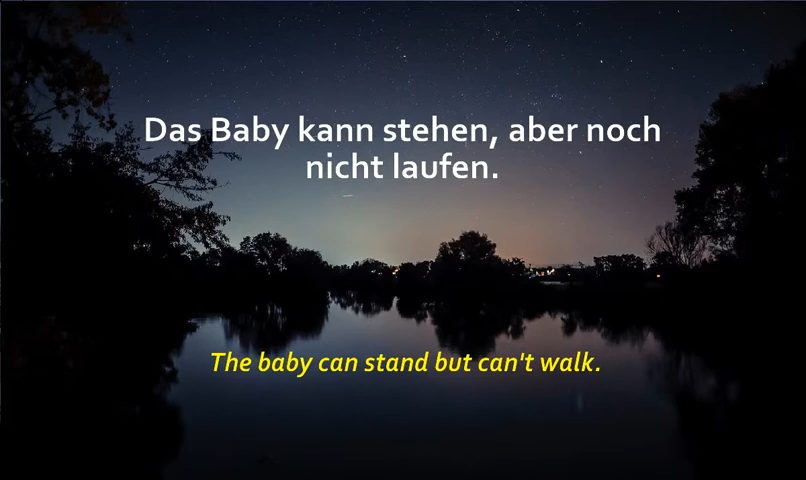 Das Baby kann stehen, aber noch
nicht laufen.
The baby can stand but can't walk.